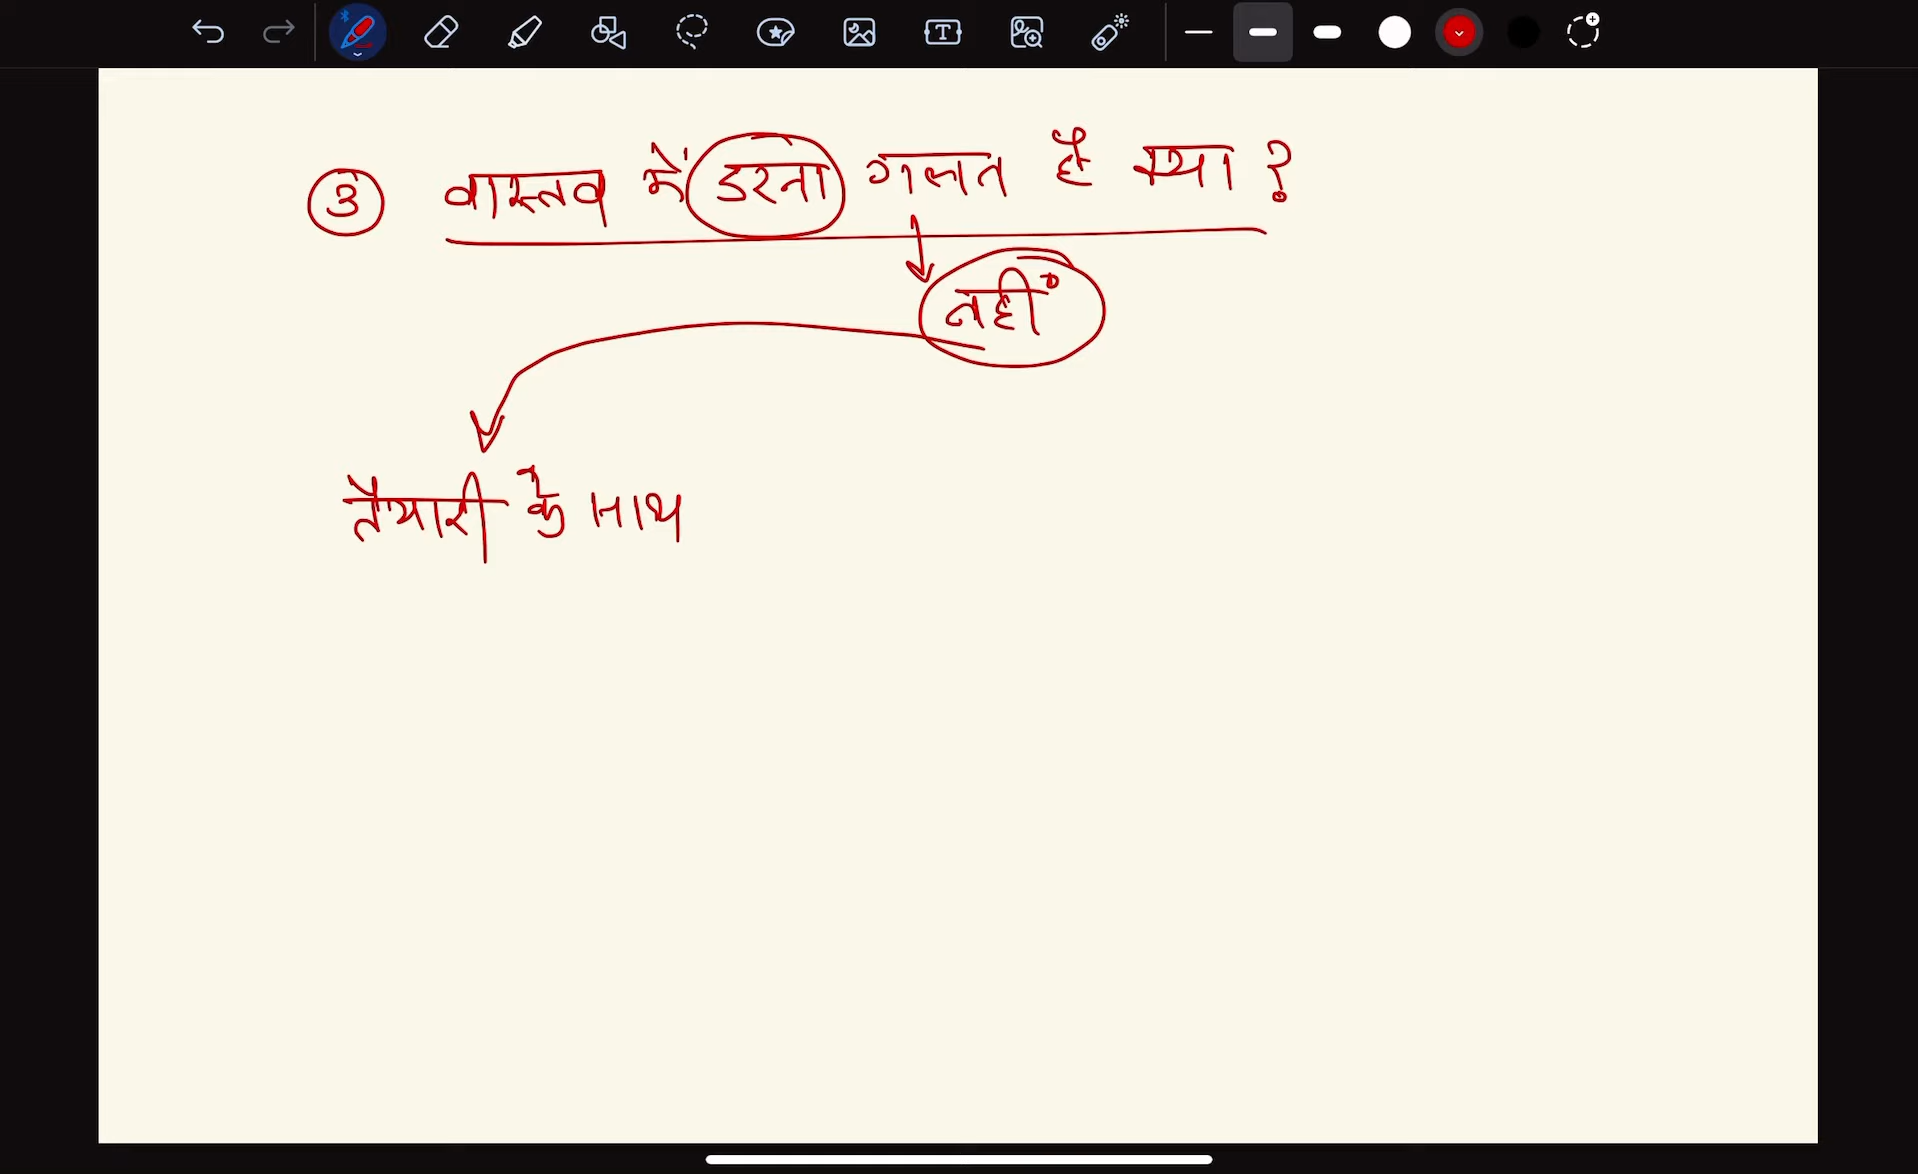 ③ वास्तव में डरना गलत है क्या ?
नहीं
तैयारी के साथ